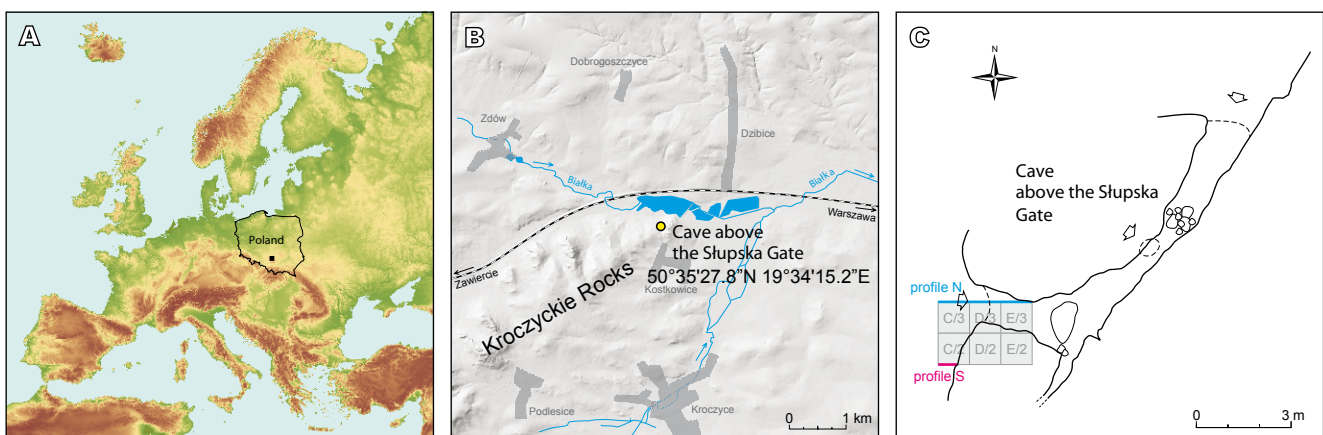 A
Poland
B
Dobrogoszczyce
Zdów
Dzibice
Białka
Białka
Warszawa
Cave above
the Słupska Gate
50°35'27.8”N 19°34'15.2”E
Zawiercie
Kostkowice
Kroczyckie Rocks
Podlesice
Kroczyce
0 1 km
C
N
Cave
above the Słupska
Gate
profile N
C/3 D/3 E/3
C/2 D/2 E/2
profile S
0 3 m